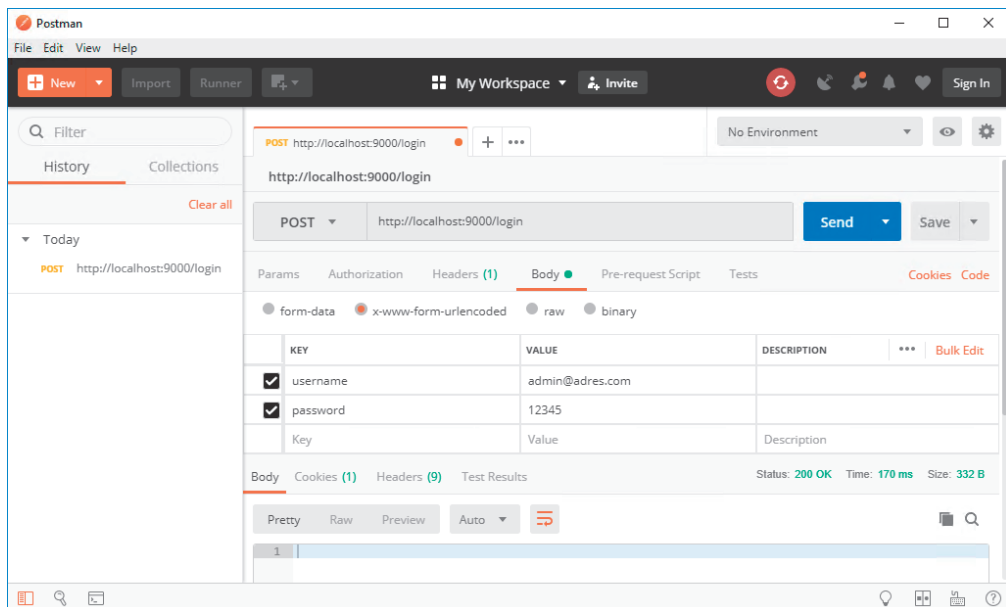 Postman
File Edit View Help
New Import Runner My Workspace Invite Sign In
Filter
History Collections
Clear all
Today
POST http://localhost:9000/login
POST http://localhost:9000/login
No Environment
http://localhost:9000/login
POST http://localhost:9000/login Send Save
Params Authorization Headers (1) Body Pre-request Script Tests Cookies Code
form-data x-www-form-urlencoded raw binary
KEY VALUE DESCRIPTION Bulk Edit
username admin@adres.com
password 12345
Key Value Description
Body Cookies (1) Headers (9) Test Results Status: 200 OK Time: 170 ms Size: 332 B
Pretty Raw Preview Auto
1